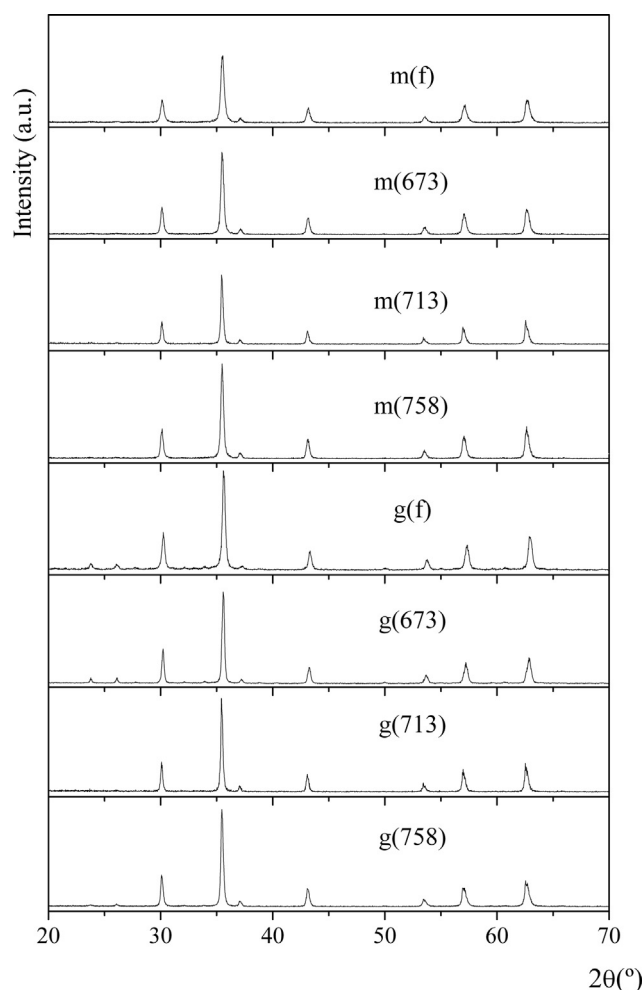 Intensity (a.u.)
m(f)
m(673)
m(713)
m(758)
g(f)
g(673)
g(713)
g(758)
20 30 40 50 60 70
2θ(º)